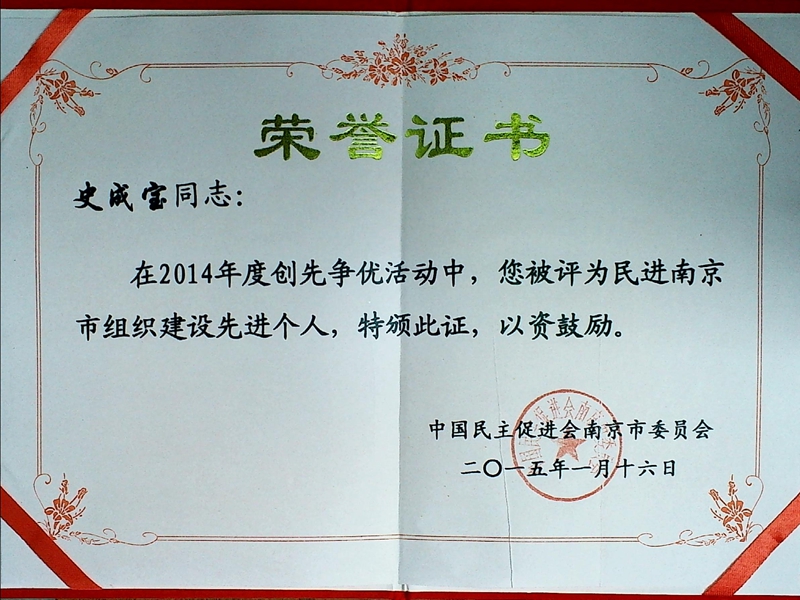 荣誉证书
史成宝同志：
在2014年度创先争优活动中，您被评为民进南京
市组织建设先进个人，特颁此证，以资鼓励。
中国民主促进会南京市委员会
二〇一五年一月十六日